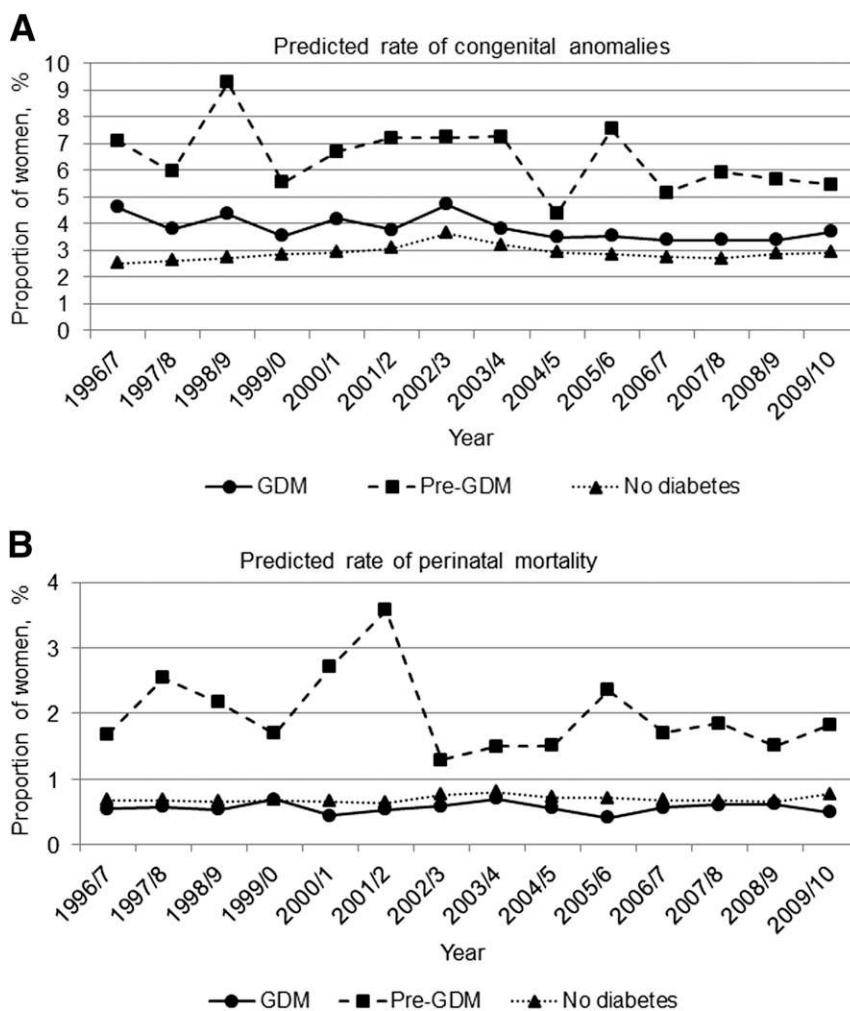 A
Predicted rate of congenital anomalies
Proportion of women, %
10
9
8
7
6
5
4
3
2
1
0
1996/7 1997/8 1998/9 1999/0 2000/1 2001/2 2002/3 2003/4 2004/5 2005/6 2006/7 2007/8 2008/9 2009/10
Year
GDM Pre-GDM No diabetes
B
Predicted rate of perinatal mortality
Proportion of women, %
4
3
2
1
0
1996/7 1997/8 1998/9 1999/0 2000/1 2001/2 2002/3 2003/4 2004/5 2005/6 2006/7 2007/8 2008/9 2009/10
Year
GDM Pre-GDM No diabetes